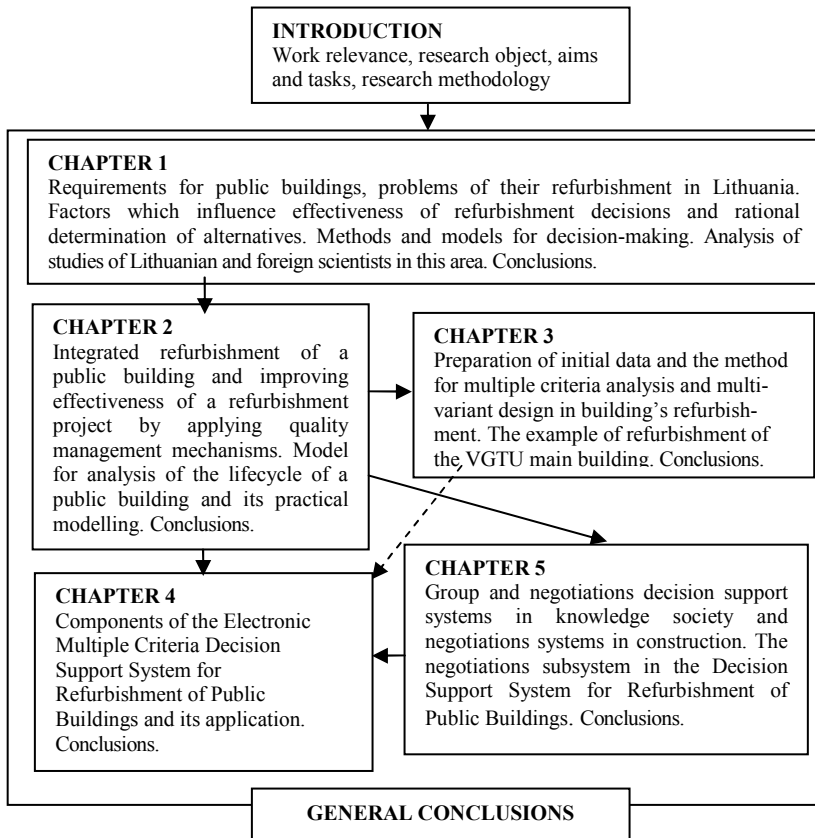 INTRODUCTION
Work relevance, research object, aims
and tasks, research methodology
CHAPTER 1
Requirements for public buildings, problems of their refurbishment in Lithuania.
Factors which influence effectiveness of refurbishment decisions and rational
determination of alternatives. Methods and models for decision-making. Analysis of
studies of Lithuanian and foreign scientists in this area. Conclusions.
CHAPTER 2
Integrated refurbishment of a
public building and improving
effectiveness of a refurbishment
project by applying quality
management mechanisms. Model
for analysis of the lifecycle of a
public building and its practical
modelling. Conclusions.
CHAPTER 3
Preparation of initial data and the method
for multiple criteria analysis and multi-
variant design in building's refurbish-
ment. The example of refurbishment of
the VGTU main building. Conclusions.
CHAPTER 4
Components of the Electronic
Multiple Criteria Decision
Support System for
Refurbishment of Public
Buildings and its application.
Conclusions.
CHAPTER 5
Group and negotiations decision support
systems in knowledge society and
negotiations systems in construction. The
negotiations subsystem in the Decision
Support System for Refurbishment of
Public Buildings. Conclusions.
GENERAL CONCLUSIONS